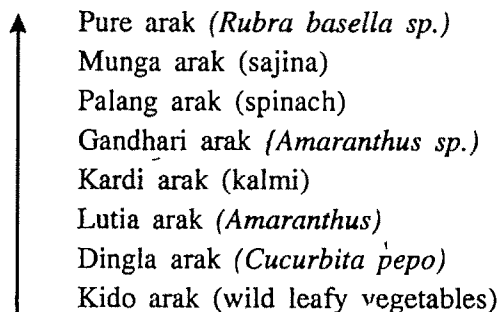 Pure arak (Rubra basella sp.)
Munga arak (sajina)
Palang arak (spinach)
Gandhari arak (Amaranthus sp.)
Kardi arak (kalmi)
Lutia arak (Amaranthus)
Dingla arak (Cucurbita pepo)
Kido arak (wild leafy vegetables)